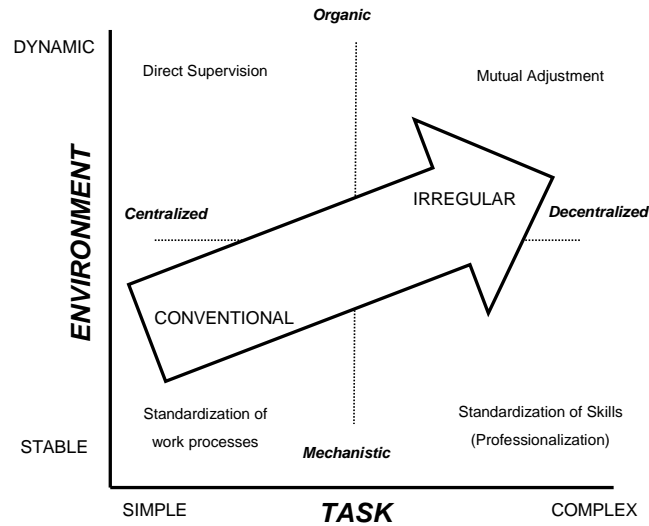 Organic
DYNAMIC
Direct Supervision
Mutual Adjustment
ENVIRONMENT
IRREGULAR
Centralized
Decentralized
CONVENTIONAL
Standardization of
work processes
Standardization of Skills
(Professionalization)
STABLE
Mechanistic
SIMPLE
TASK
COMPLEX